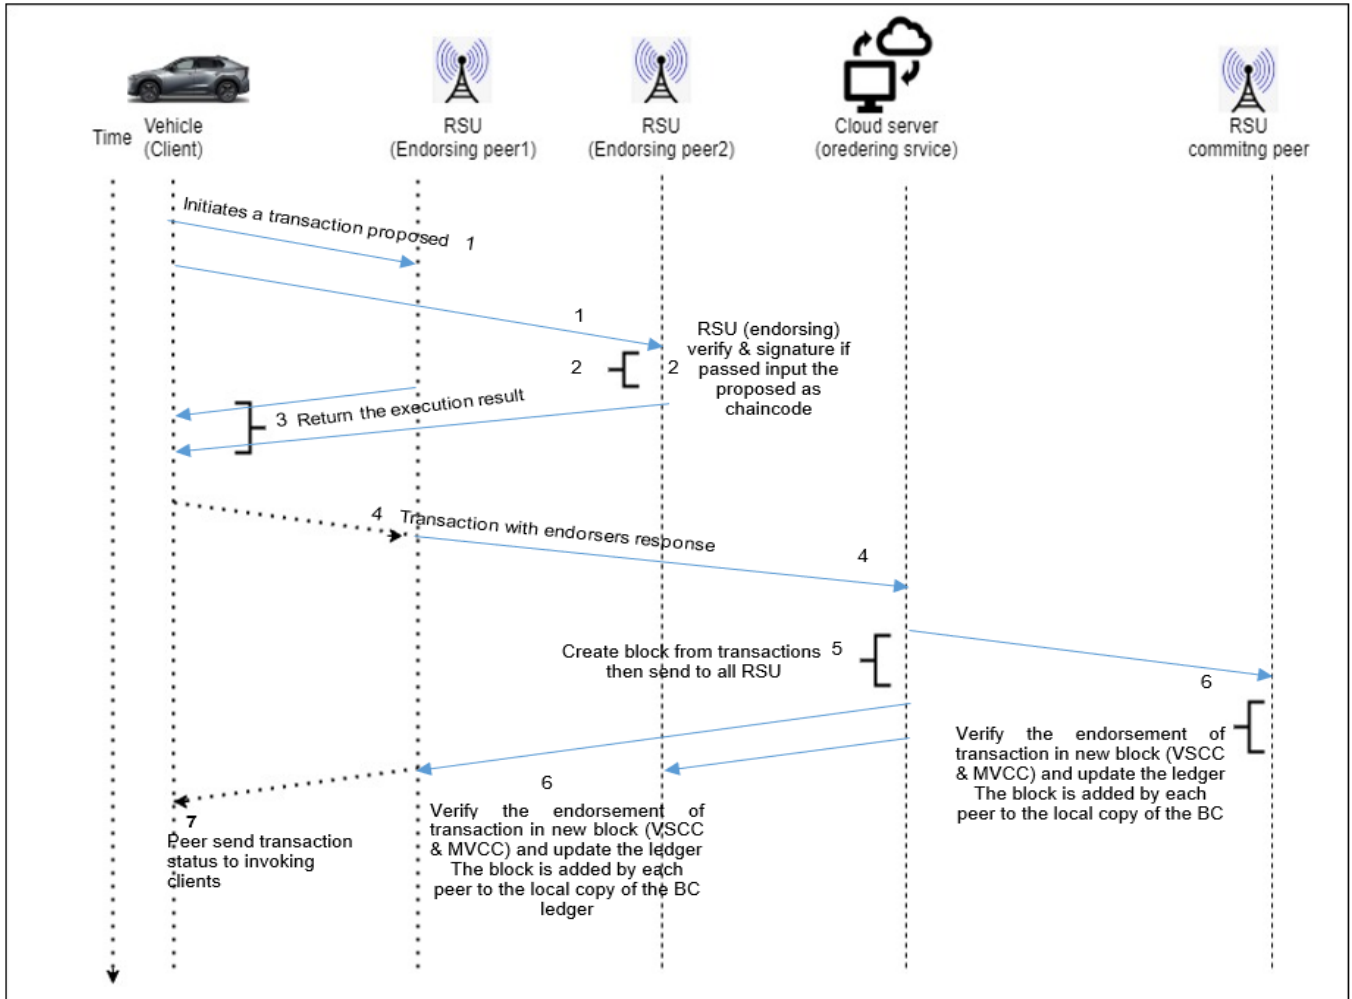 Time
Vehicle
(Client)
RSU
(Endorsing peer1)
RSU
(Endorsing peer2)
Cloud server
(oredering srvice)
RSU
commitng peer
Initiates a transaction proposed 1
1
2
2
RSU (endorsing)
verify & signature if
passed input the
proposed as
chaincode
3 Return the execution result
4 Transaction with endorsers response
4
Create block from transactions
then send to all RSU
5
6
Verify the endorsement of
transaction in new block (VSCC
& MVCC) and update the ledger
The block is added by each
peer to the local copy of the BC
6
Verify the endorsement of
transaction in new block (VSCC
& MVCC) and update the ledger
The block is added by each
peer to the local copy of the BC
ledger
7
Peer send transaction
status to invoking
clients